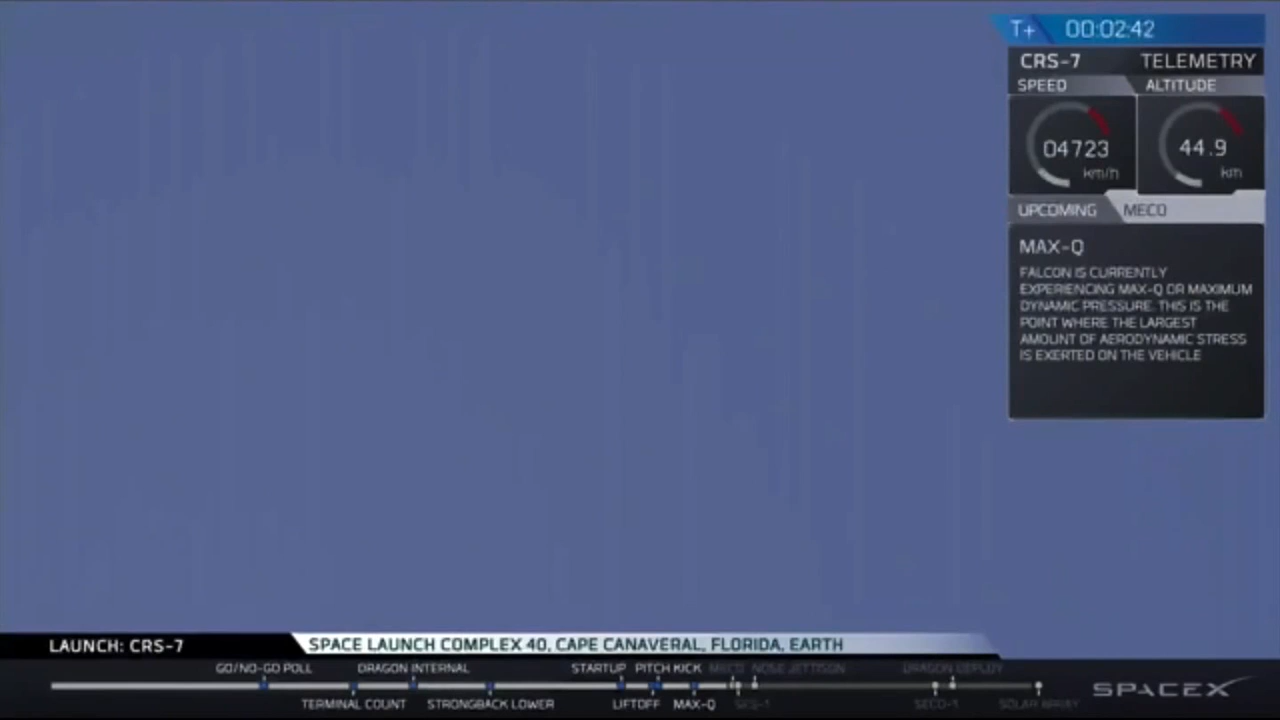 T+ 00:02:42
CRS-7 TELEMETRY
SPEED ALTITUDE
04723 44.9
km/h km
UPCOMING MECO
MAX-Q
FALCON IS CURRENTLY
EXPERIENCING MAX-Q OR MAXIMUM
DYNAMIC PRESSURE. THIS IS THE
POINT WHERE THE LARGEST
AMOUNT OF AERODYNAMIC STRESS
IS EXERTED ON THE VEHICLE
LAUNCH: CRS-7 SPACE LAUNCH COMPLEX 40, CAPE CANAVERAL, FLORIDA, EARTH
GO/NO-GO POLL DRAGON INTERNAL STARTUP PITCH KICK MECO NOSE JETTISON DRAGON DEPLOY
TERMINAL COUNT STRONGBACK LOWER LIFTOFF MAX-Q SES-1 SECO-1 SOLAR ARRAY
SPACEX